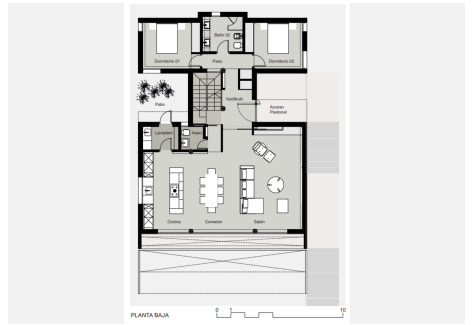 Baño 02
Dormitorio 01
Paso
Dormitorio 02
Patio
Vestíbulo
Acceso
Peatonal
Lavadero
Aseo
Cocina
Comedor
Salón
PLANTA BAJA
0 1 10